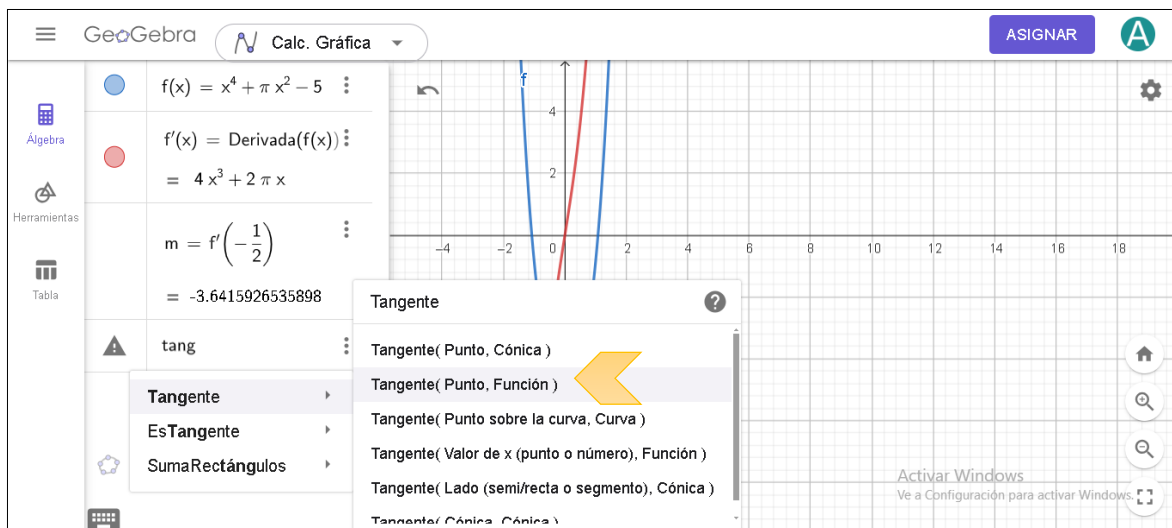 GeoGebra
Calc. Gráfica
ASIGNAR
A
Álgebra
Herramientas
Tabla
f(x) = x⁴ + π x² − 5
f′(x) = Derivada(f(x))
= 4 x³ + 2 π x
m = f′(−1/2)
= -3.6415926535898
tang
Tangente
EsTangente
SumaRectángulos
Tangente
Tangente( Punto, Cónica )
Tangente( Punto, Función )
Tangente( Punto sobre la curva, Curva )
Tangente( Valor de x (punto o número), Función )
Tangente( Lado (semi/recta o segmento), Cónica )
Tangente( Cónica, Cónica )
f
4
2
−4 −2 0 2 4 6 8 10 12 14 16 18
Activar Windows
Ve a Configuración para activar Windows.